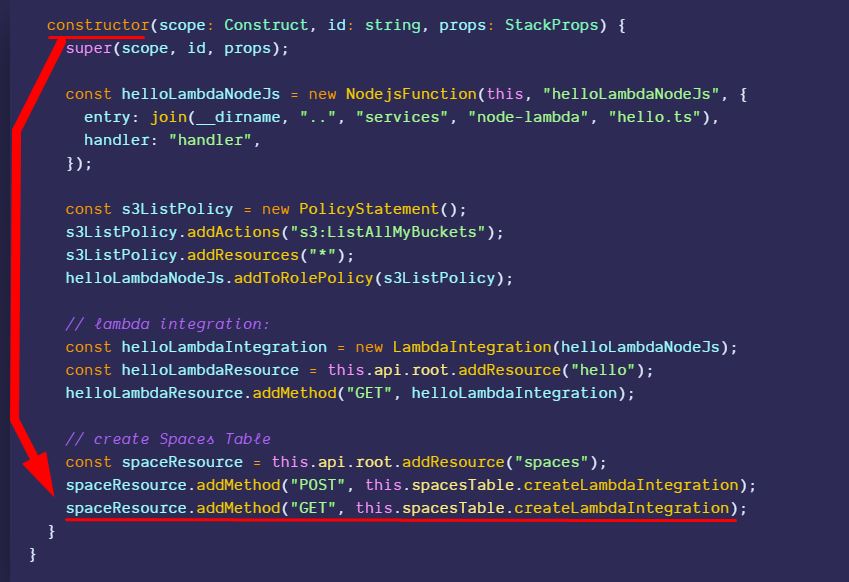 constructor(scope: Construct, id: string, props: StackProps) {
super(scope, id, props);
const helloLambdaNodeJs = new NodejsFunction(this, "helloLambdaNodeJs", {
entry: join(__dirname, "..", "services", "node-lambda", "hello.ts"),
handler: "handler",
});
const s3ListPolicy = new PolicyStatement();
s3ListPolicy.addActions("s3:ListAllMyBuckets");
s3ListPolicy.addResources("*");
helloLambdaNodeJs.addToRolePolicy(s3ListPolicy);
// lambda integration:
const helloLambdaIntegration = new LambdaIntegration(helloLambdaNodeJs);
const helloLambdaResource = this.api.root.addResource("hello");
helloLambdaResource.addMethod("GET", helloLambdaIntegration);
// create Spaces Table
const spaceResource = this.api.root.addResource("spaces");
spaceResource.addMethod("POST", this.spacesTable.createLambdaIntegration);
spaceResource.addMethod("GET", this.spacesTable.createLambdaIntegration);
}
}